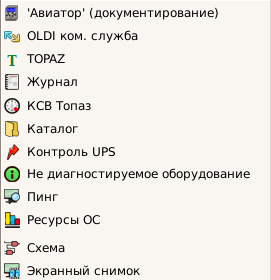 'Авиатор' (документирование)
OLDI ком. служба
TOPAZ
Журнал
КСВ Топаз
Каталог
Контроль UPS
Не диагностируемое оборудование
Пинг
Ресурсы ОС
Схема
Экранный снимок